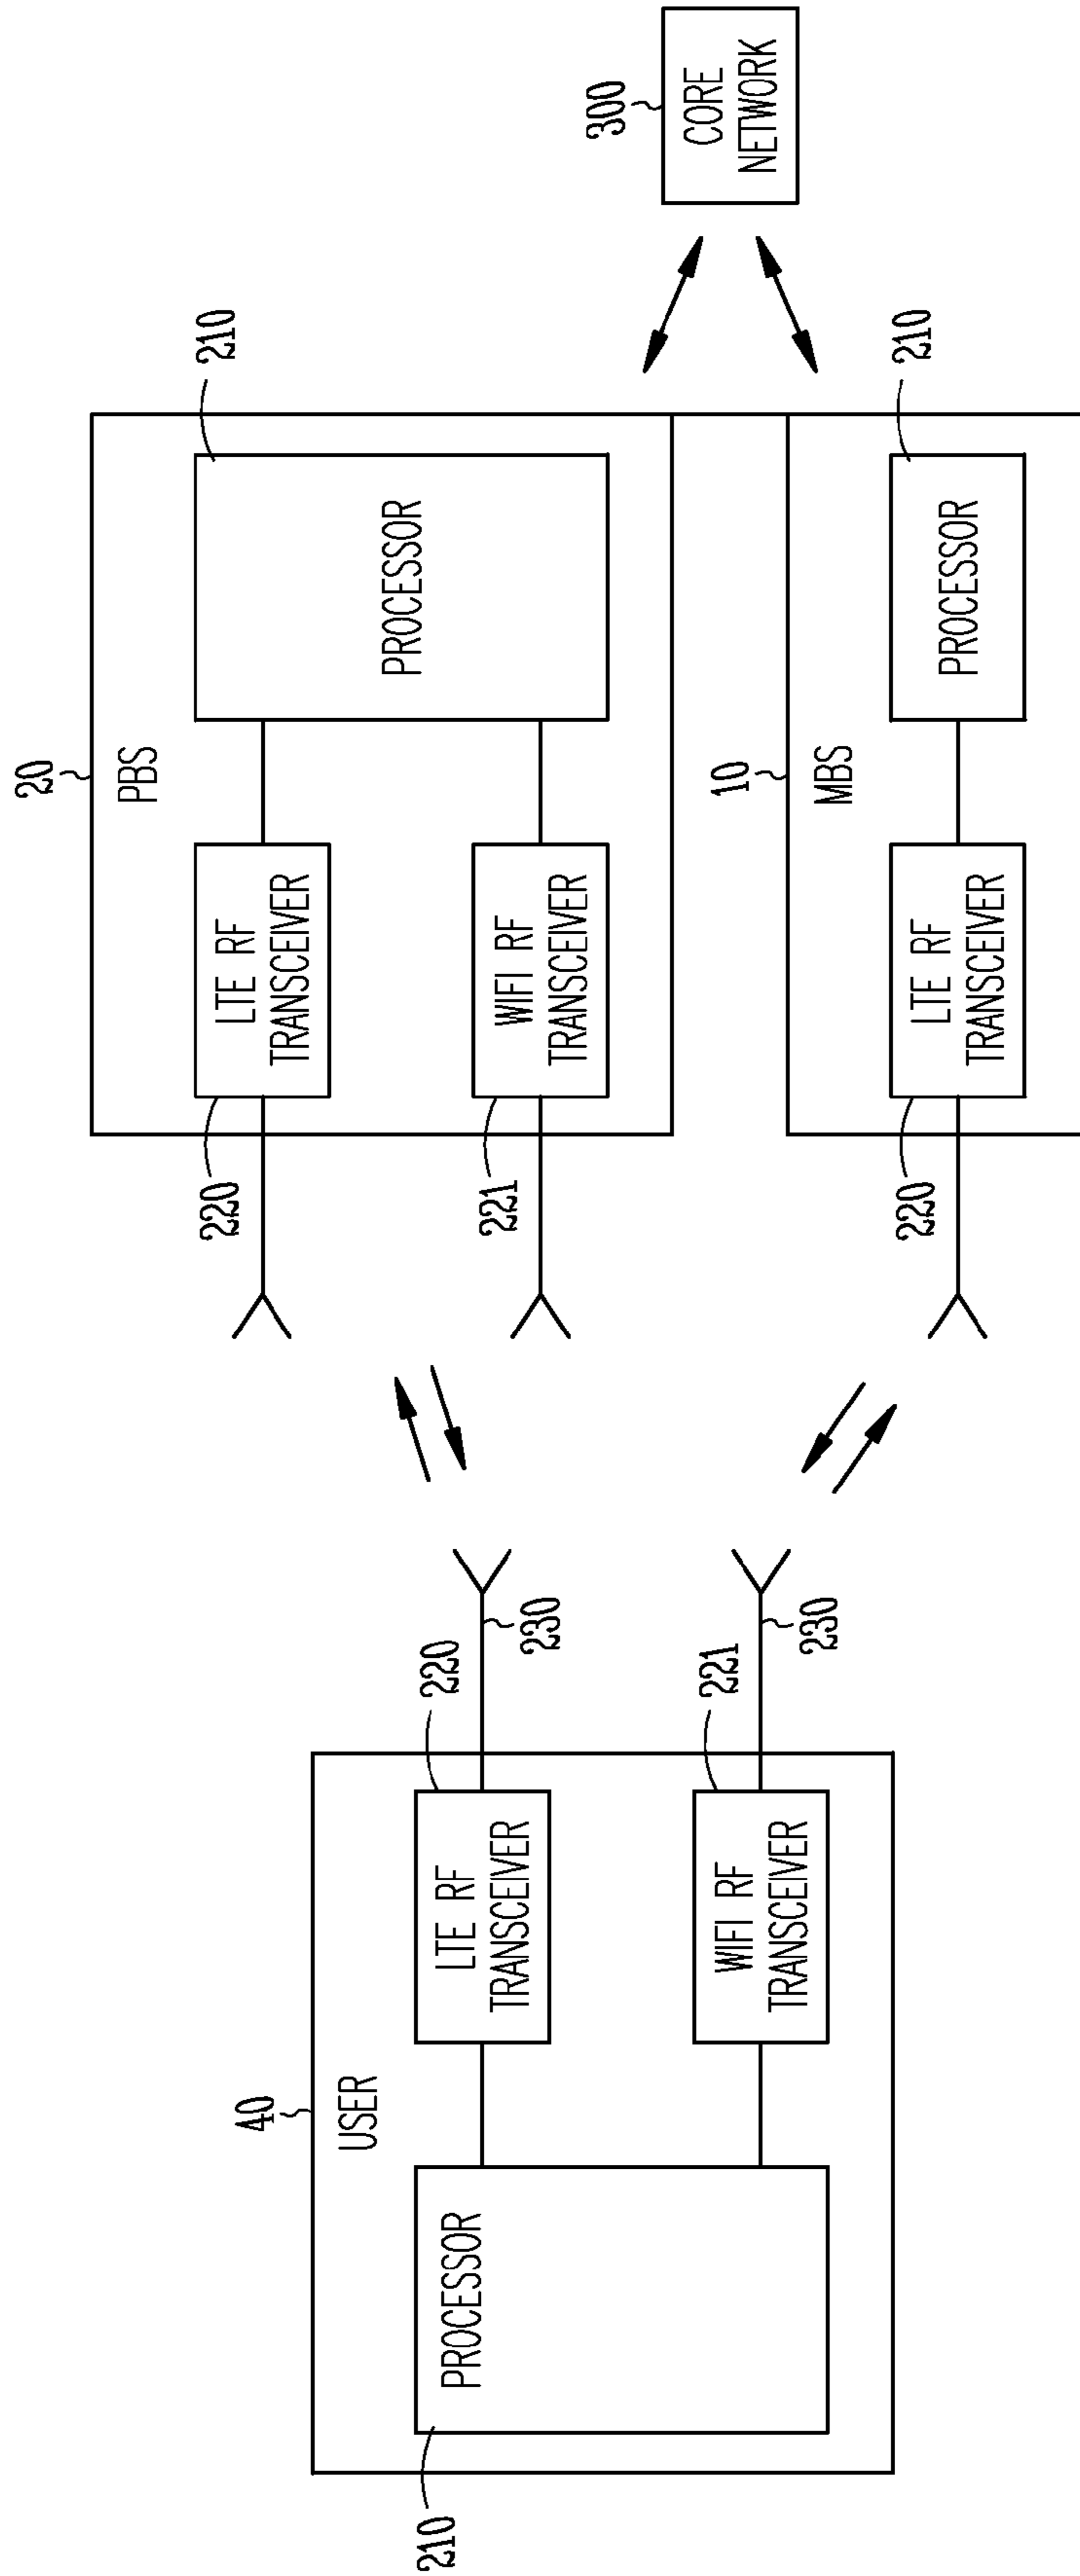 40
USER
210
PROCESSOR
220
LTE RF
TRANSCEIVER
230
221
WIFI RF
TRANSCEIVER
230
20
PBS
220
LTE RF
TRANSCEIVER
221
WIFI RF
TRANSCEIVER
210
PROCESSOR
10
MBS
220
LTE RF
TRANSCEIVER
210
PROCESSOR
300
CORE
NETWORK